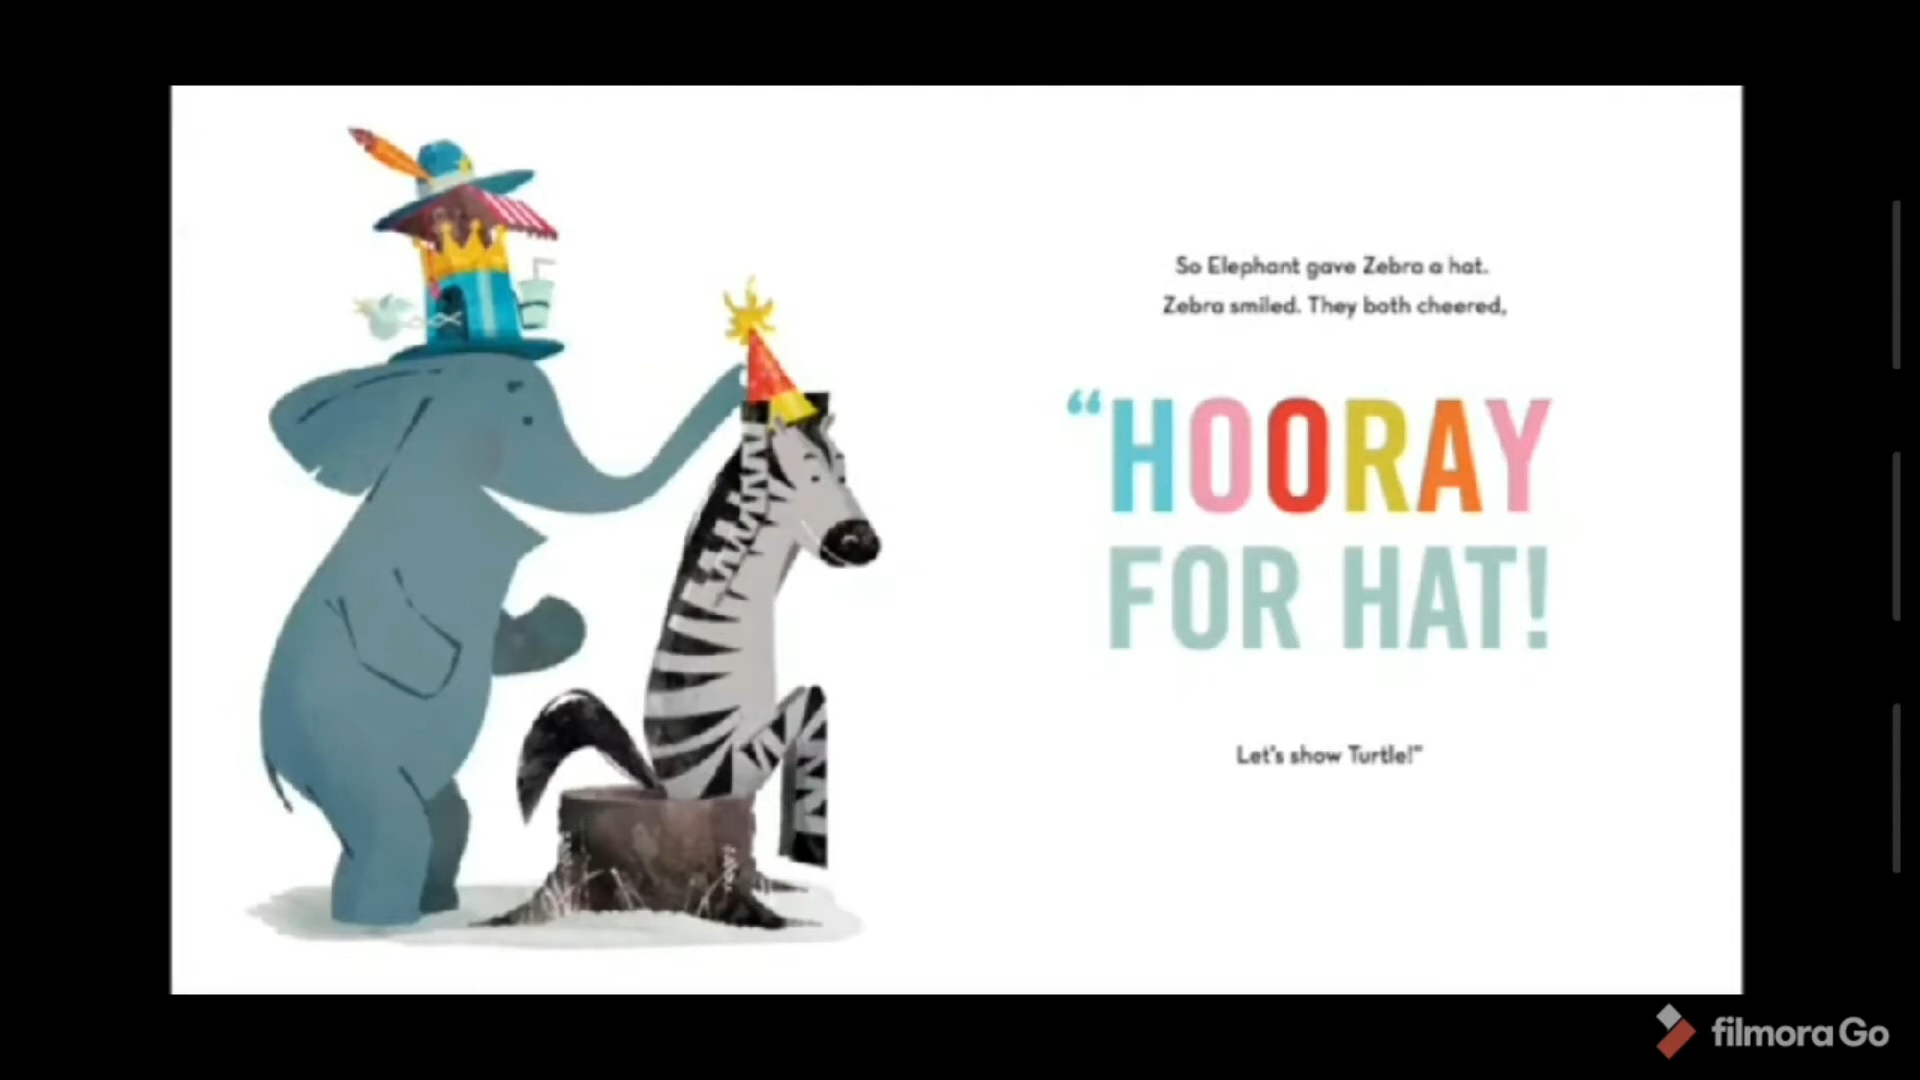 So Elephant gave Zebra a hat.
Zebra smiled. They both cheered,
“HOORAY
FOR HAT!
Let's show Turtle!”
filmora Go